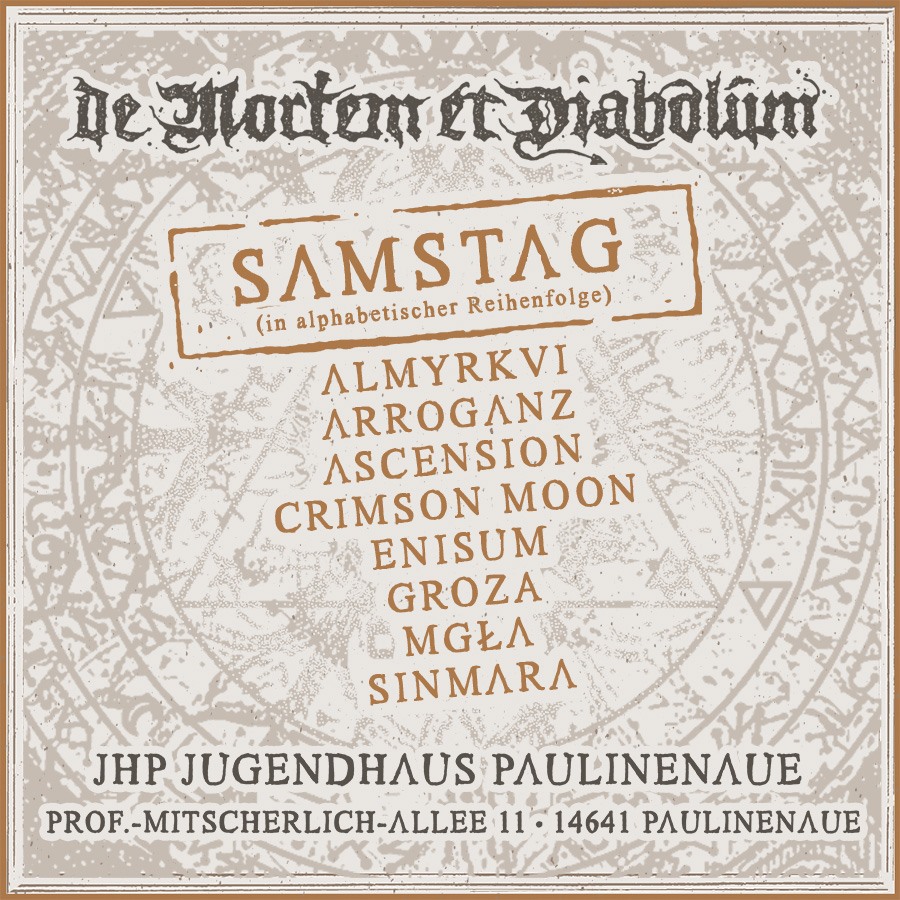 de Mortem et Diabolum
SAMSTAG
(in alphabetischer Reihenfolge)
ALMYRKVI
ARROGANZ
ASCENSION
CRIMSON MOON
ENISUM
GROZA
MGŁA
SINMARA
JHP JUGENDHAUS PAULINENAUE
PROF.-MITSCHERLICH-ALLEE 11 • 14641 PAULINENAUE